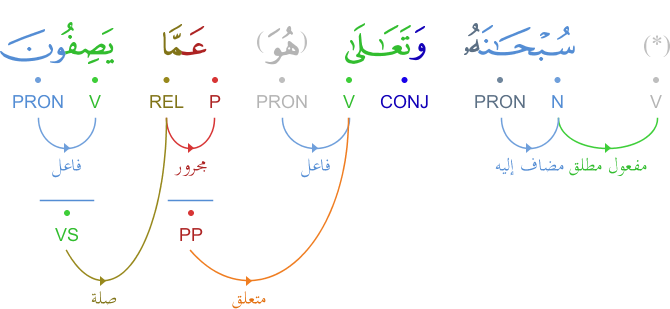 (*) سُبْحَـٰنَهُۥ وَتَعَـٰلَىٰ (هُوَ) عَمَّا يَصِفُونَ
V N PRON CONJ V PRON P REL V PRON
مفعول مطلق مضاف إليه فاعل مجرور فاعل
PP VS
متعلق صلة